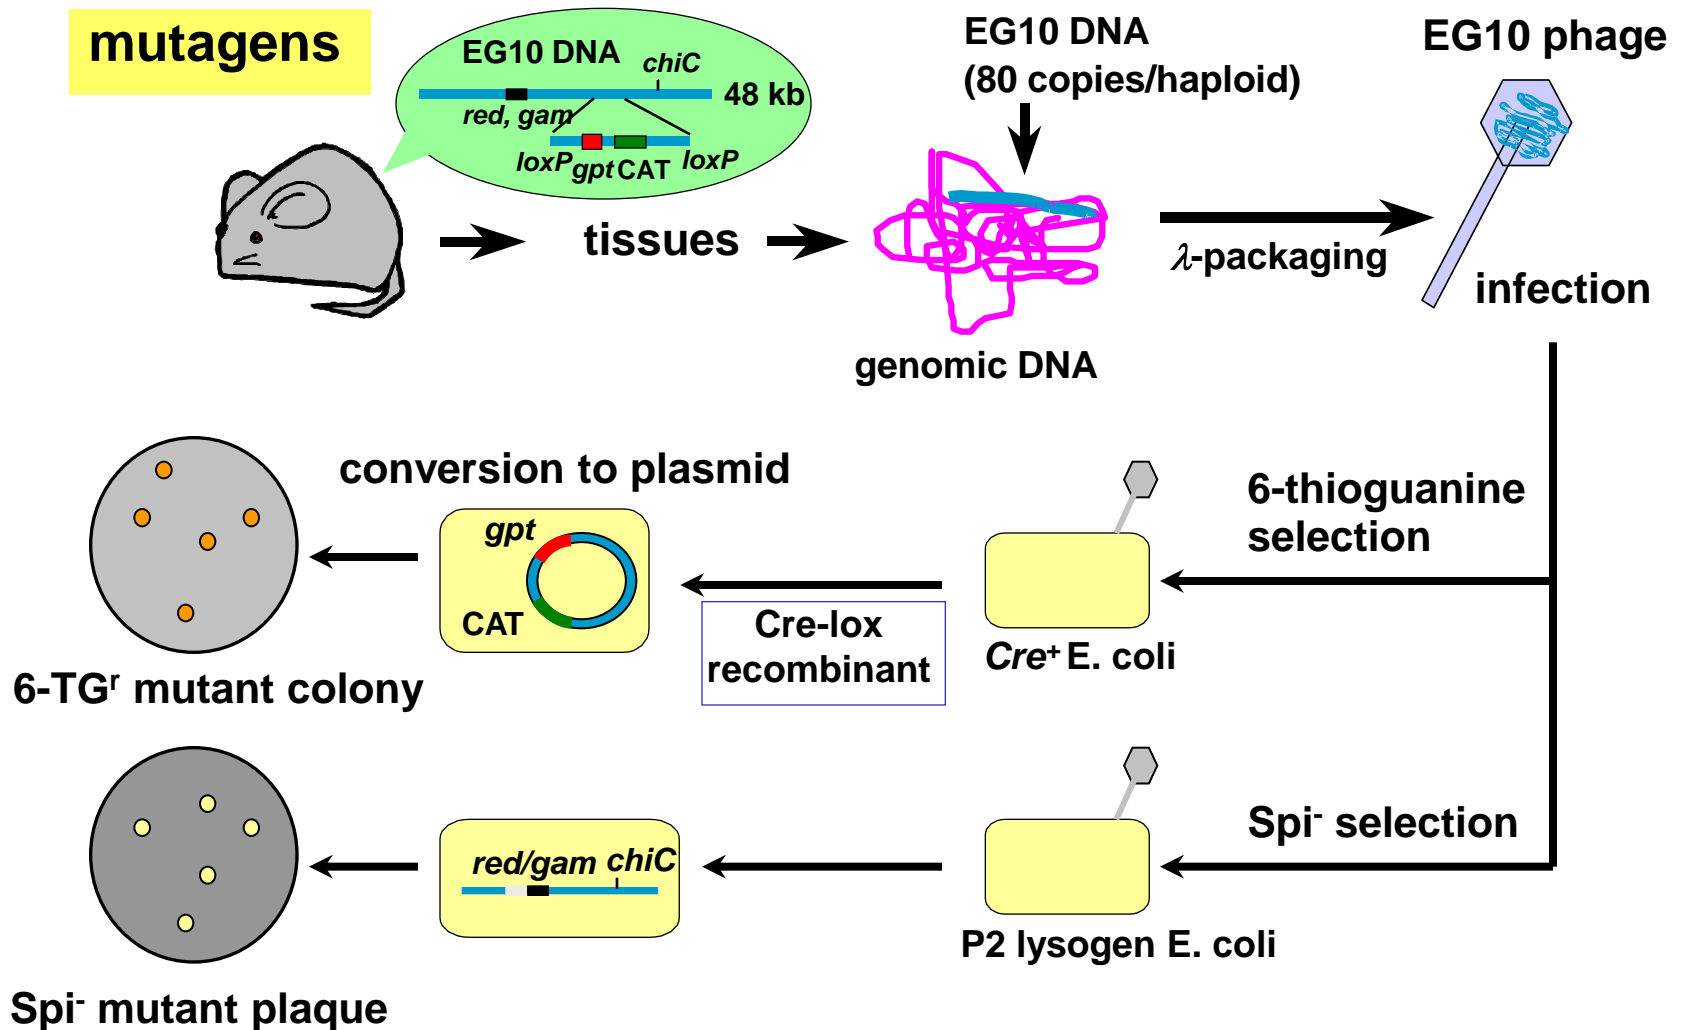 mutagens
EG10 DNA
chiC
48 kb
red, gam
loxP gpt CAT loxP
EG10 DNA
(80 copies/haploid)
EG10 phage
tissues
λ-packaging
infection
genomic DNA
conversion to plasmid
gpt
CAT
Cre-lox
recombinant
6-thioguanine
selection
Cre⁺ E. coli
6-TGʳ mutant colony
red/gam chiC
Spi⁻ selection
P2 lysogen E. coli
Spi⁻ mutant plaque